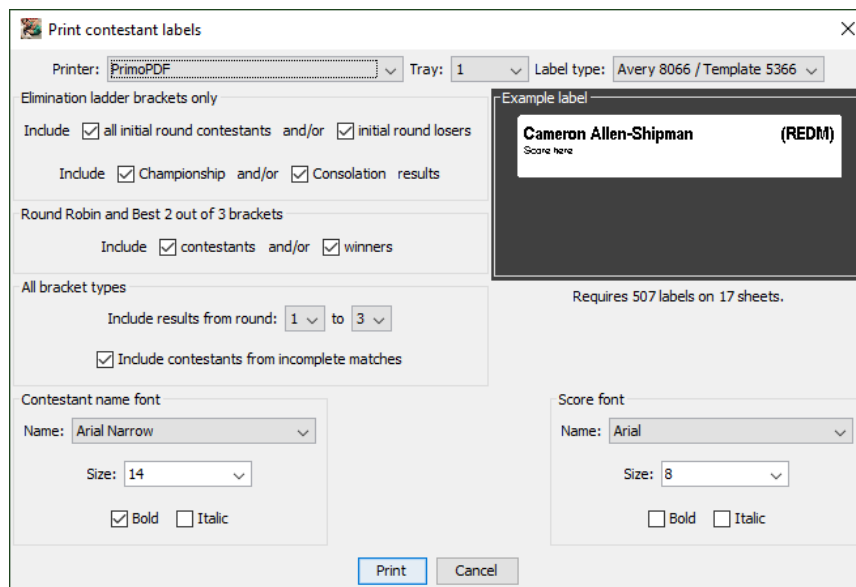 Print contestant labels
Printer: PrimoPDF Tray: 1 Label type: Avery 8066 / Template 5366
Elimination ladder brackets only
Include all initial round contestants and/or initial round losers
Include Championship and/or Consolation results
Example label
Cameron Allen-Shipman (REDM)
Score here
Round Robin and Best 2 out of 3 brackets
Include contestants and/or winners
All bracket types
Include results from round: 1 to 3
Include contestants from incomplete matches
Requires 507 labels on 17 sheets.
Contestant name font
Name: Arial Narrow
Size: 14
Bold Italic
Score font
Name: Arial
Size: 8
Bold Italic
Print Cancel